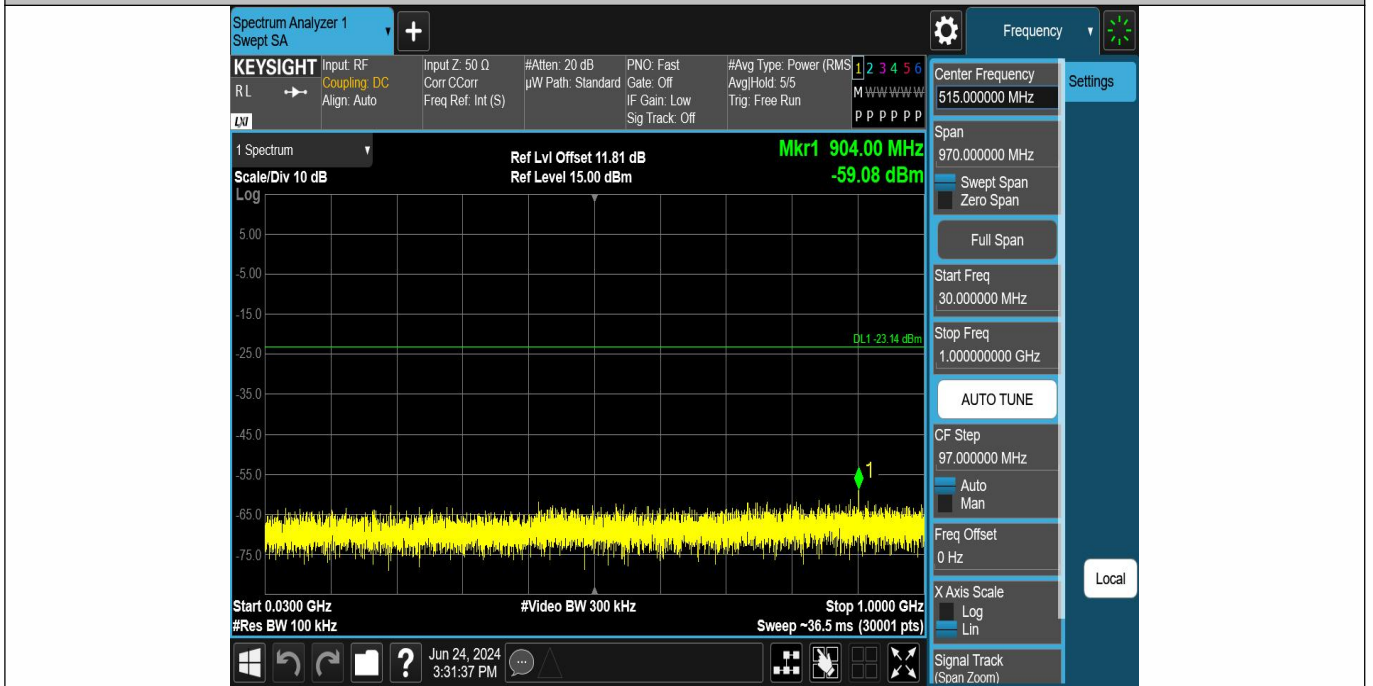 Spectrum Analyzer 1
Swept SA
+
Frequency
KEYSIGHT
RL
LXI
Input: RF
Coupling: DC
Align: Auto
Input Z: 50 Ω
Corr CCorr
Freq Ref: Int (S)
#Atten: 20 dB
µW Path: Standard
PNO: Fast
Gate: Off
IF Gain: Low
Sig Track: Off
#Avg Type: Power (RMS
Avg|Hold: 5/5
Trig: Free Run
1 2 3 4 5 6
M W W W W W
P P P P P P
1 Spectrum
Scale/Div 10 dB
Log
Ref Lvl Offset 11.81 dB
Ref Level 15.00 dBm
Mkr1 904.00 MHz
-59.08 dBm
5.00
-5.00
-15.0
DL1 -23.14 dBm
-25.0
-35.0
-45.0
-55.0
1
-65.0
-75.0
Start 0.0300 GHz
#Res BW 100 kHz
#Video BW 300 kHz
Stop 1.0000 GHz
Sweep ~36.5 ms (30001 pts)
?
Jun 24, 2024
3:31:37 PM
Center Frequency
515.000000 MHz
Span
970.000000 MHz
Swept Span
Zero Span
Full Span
Start Freq
30.000000 MHz
Stop Freq
1.000000000 GHz
AUTO TUNE
CF Step
97.000000 MHz
Auto
Man
Freq Offset
0 Hz
X Axis Scale
Log
Lin
Signal Track
(Span Zoom)
Settings
Local